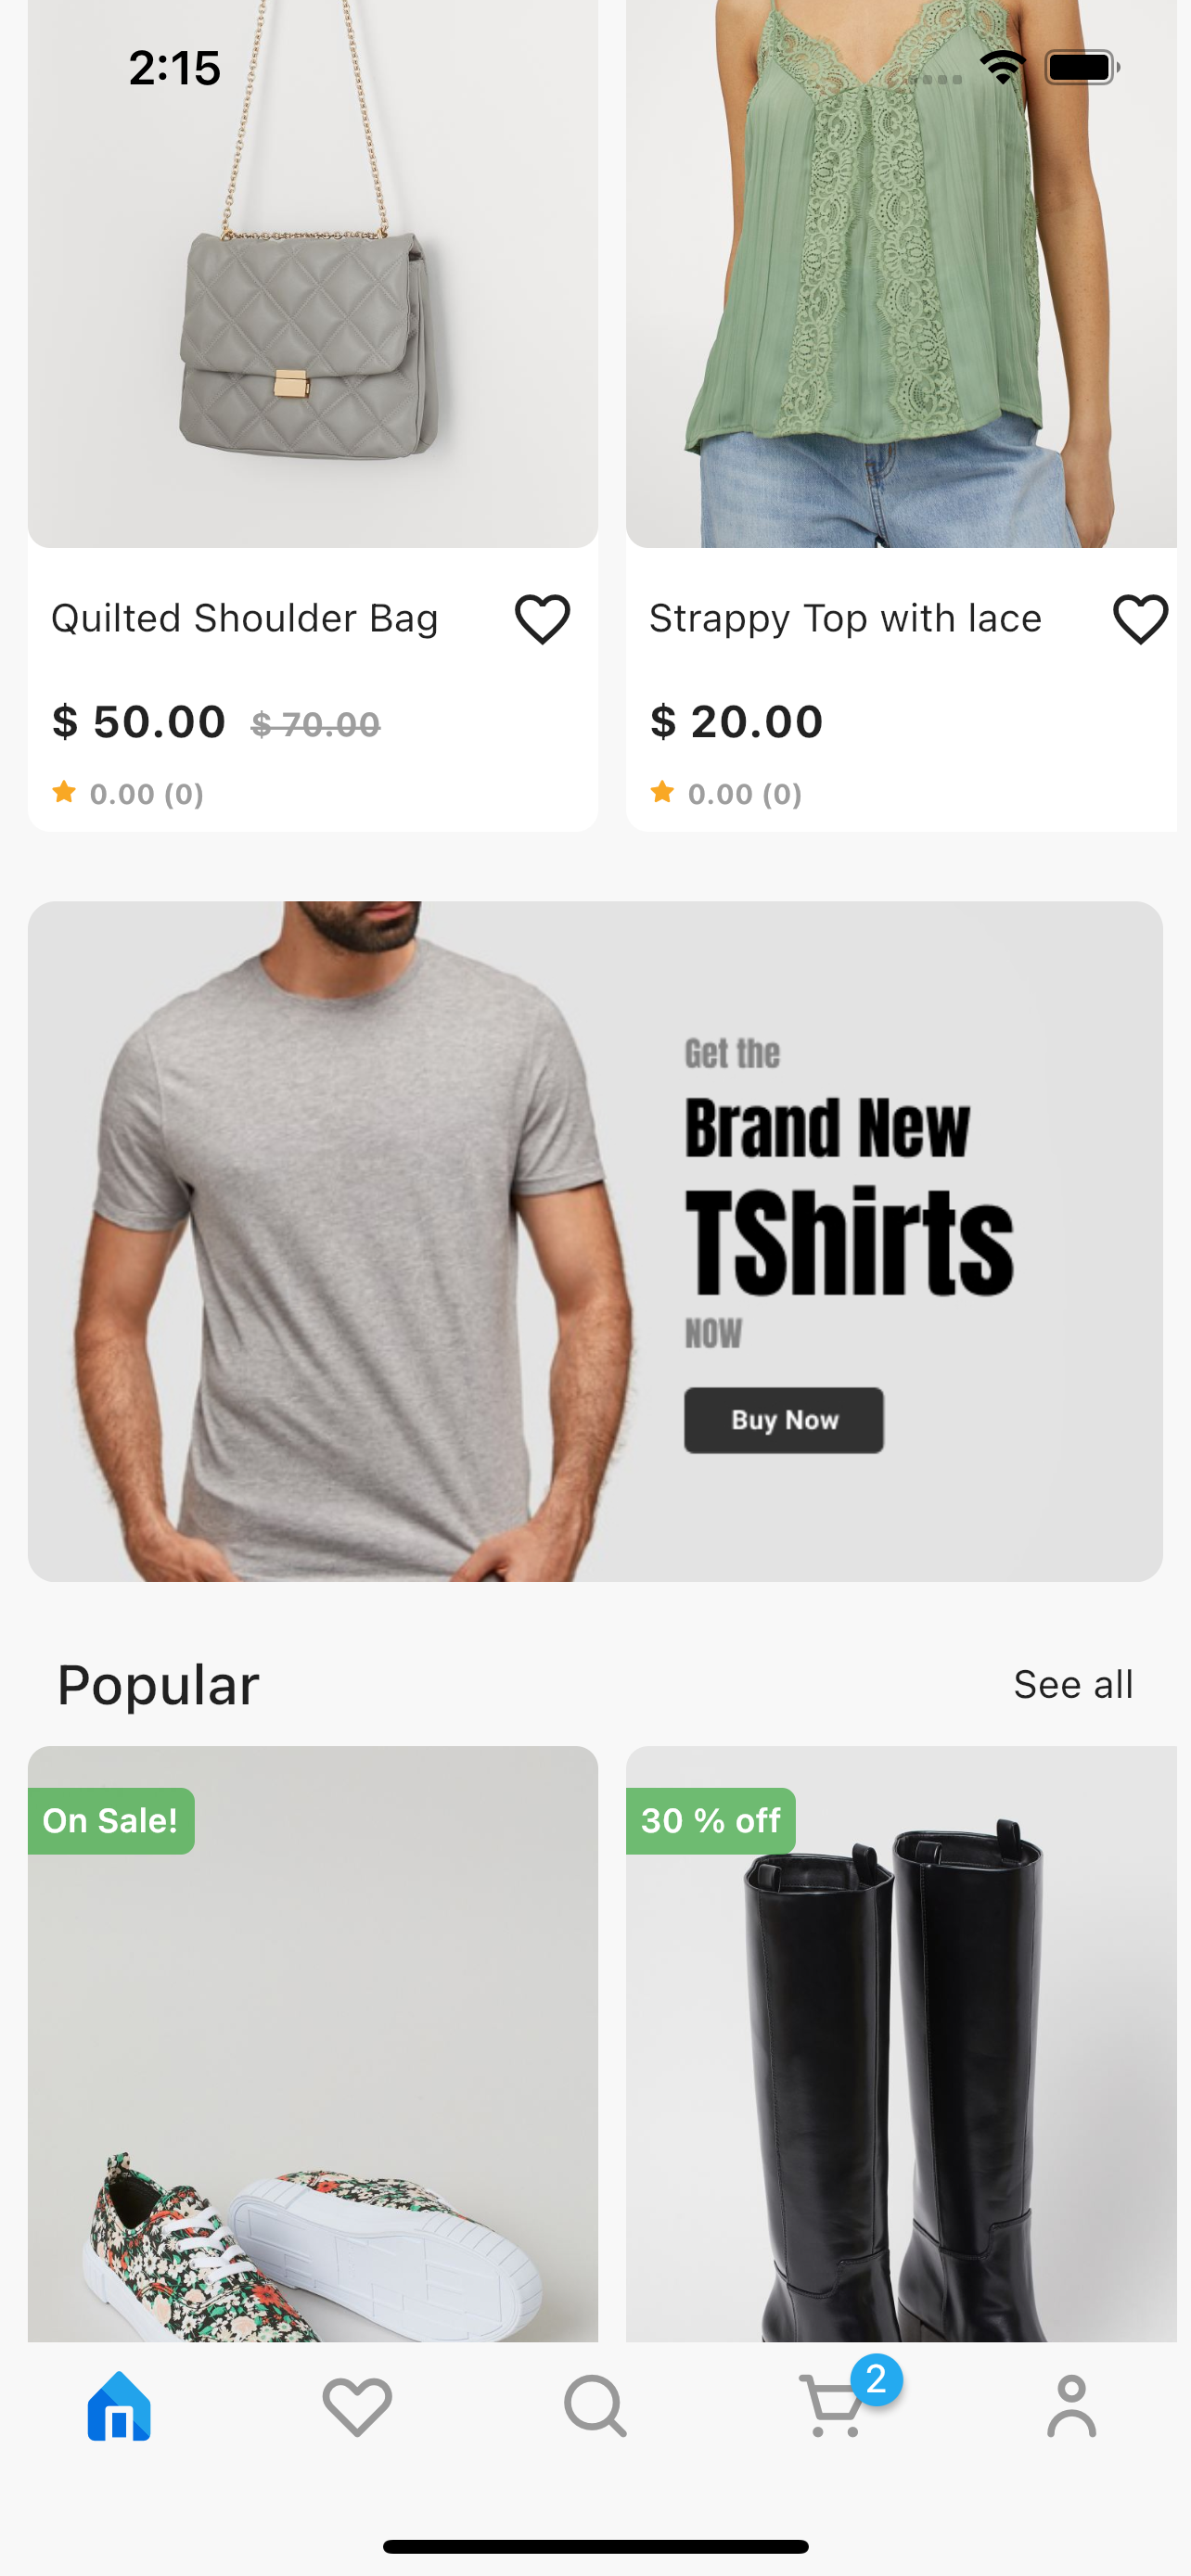 2:15
Quilted Shoulder Bag
$ 50.00 $ 70.00
0.00 (0)
Strappy Top with lace
$ 20.00
0.00 (0)
Get the
Brand New
TShirts
NOW
Buy Now
Popular
See all
On Sale!
30 % off
2